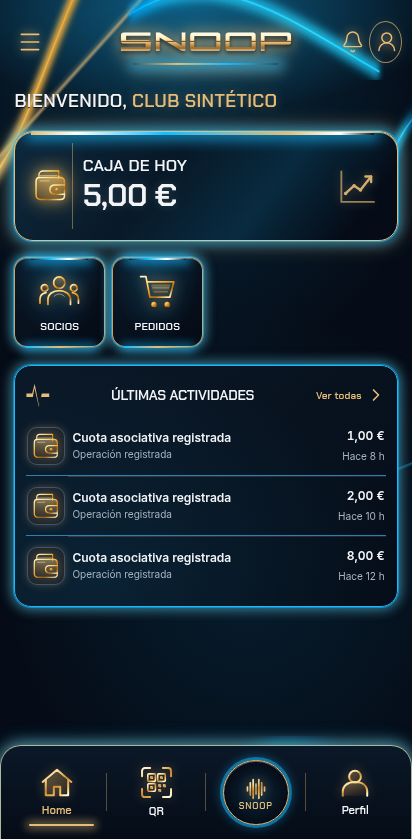 SNOOP
BIENVENIDO, CLUB SINTÉTICO
CAJA DE HOY
5,00 €
SOCIOS
PEDIDOS
ÚLTIMAS ACTIVIDADES
Ver todas
Cuota asociativa registrada
1,00 €
Operación registrada
Hace 8 h
Cuota asociativa registrada
2,00 €
Operación registrada
Hace 10 h
Cuota asociativa registrada
8,00 €
Operación registrada
Hace 12 h
Home
QR
SNOOP
Perfil